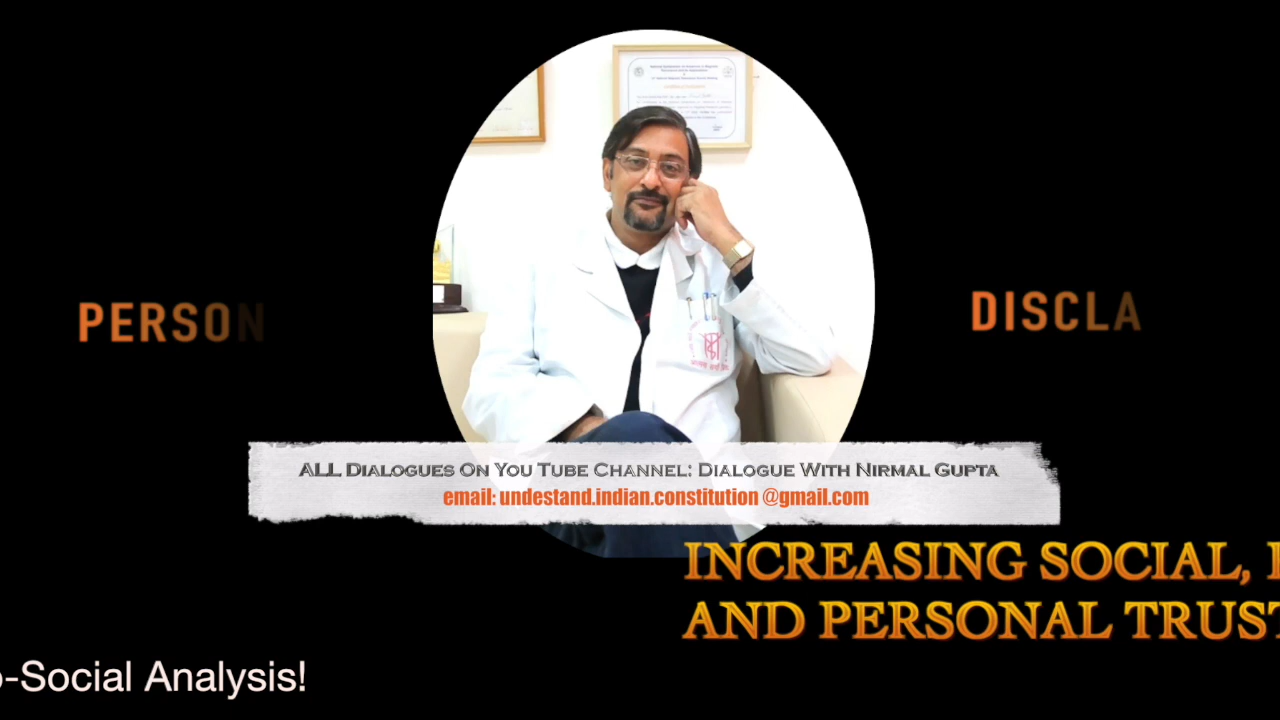 PERSON
DISCLA
ALL DIALOGUES ON YOU TUBE CHANNEL: DIALOGUE WITH NIRMAL GUPTA
email: undestand.indian.constitution @gmail.com
INCREASING SOCIAL,
AND PERSONAL TRUST
-Social Analysis!